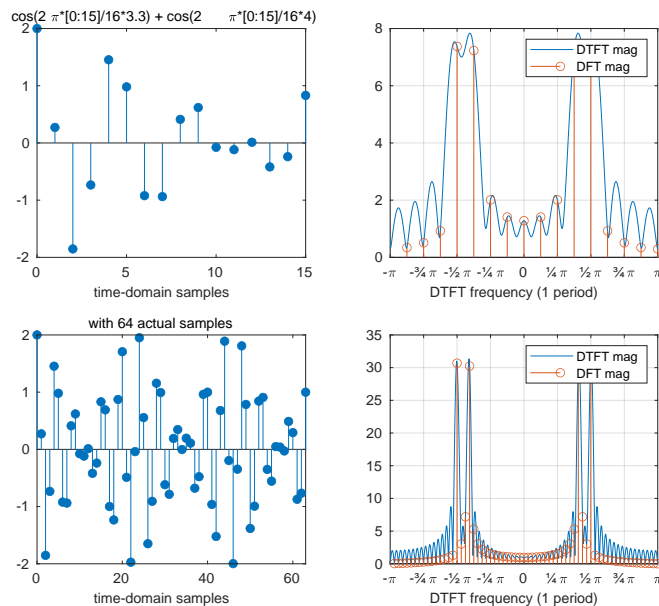 cos(2 π*[0:15]/16*3.3) + cos(2 π*[0:15]/16*4)
2
1
0
-1
-2
0 5 10 15
time-domain samples
8
6
4
2
0
DTFT mag
DFT mag
-π -¾ π -½ π -¼ π 0 ¼ π ½ π ¾ π π
DTFT frequency (1 period)
with 64 actual samples
2
1
0
-1
-2
0 20 40 60
time-domain samples
35
30
25
20
15
10
5
0
DTFT mag
DFT mag
-π -¾ π -½ π -¼ π 0 ¼ π ½ π ¾ π π
DTFT frequency (1 period)